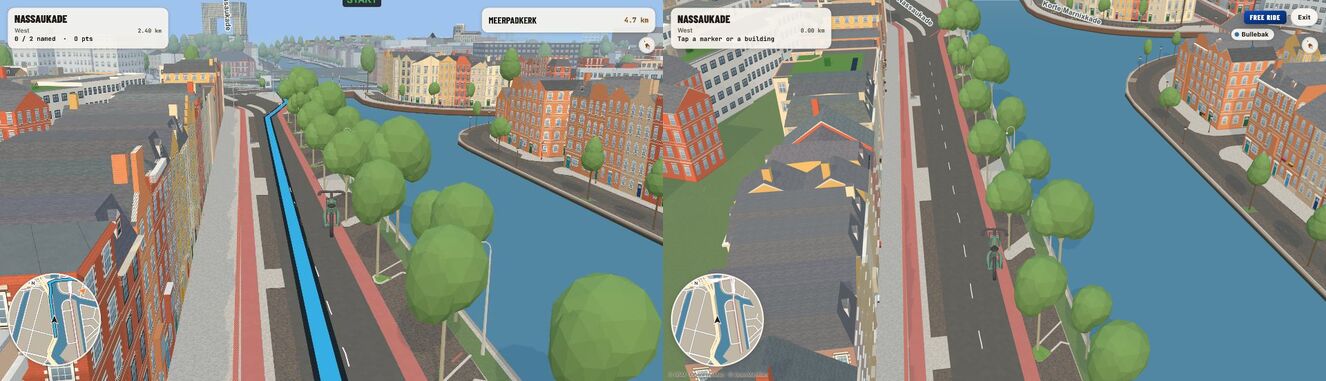 START
NASSAUKADE
West
2.40 km
0 / 2 named · 0 pts
MEERPADKERK
4.7 km
NASSAUKADE
West
0.00 km
Tap a marker or a building
Nassaukade
Korte Marnixkade
FREE RIDE
Exit
Bullebak
N
N